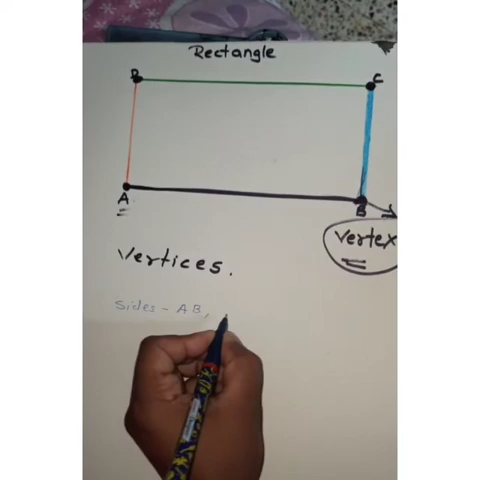 Rectangle
D C
A B
Vertex
Vertices.
Sides - AB,